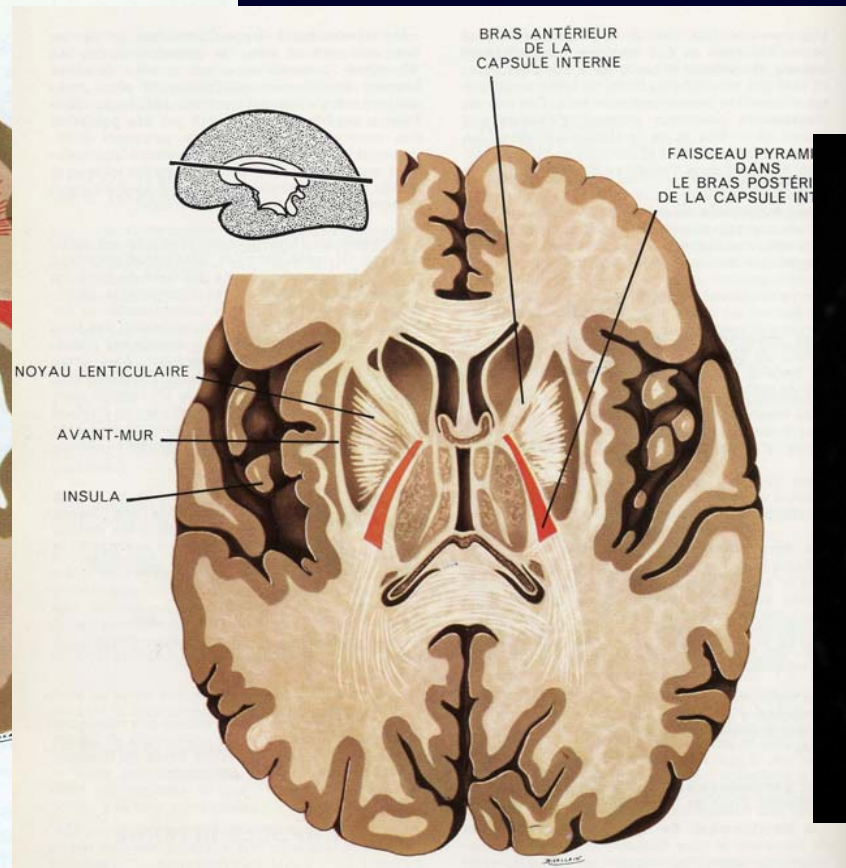 BRAS ANTÉRIEUR
DE LA
CAPSULE INTERNE
FAISCEAU PYRAMI
DANS
LE BRAS POSTÉRI
DE LA CAPSULE INT
NOYAU LENTICULAIRE
AVANT-MUR
INSULA